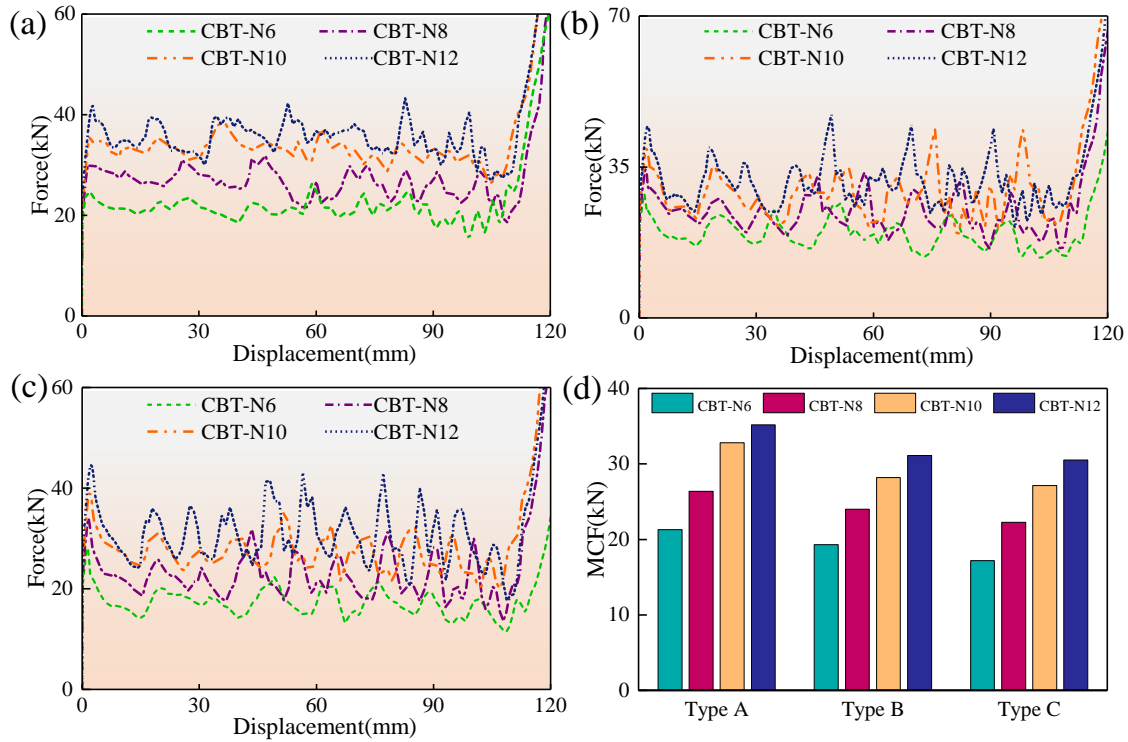 (a)
60
40
20
0
Force(kN)
CBT-N6 CBT-N8
CBT-N10 CBT-N12
0 30 60 90 120
Displacement(mm)
(b)
70
35
0
Force(kN)
CBT-N6 CBT-N8
CBT-N10 CBT-N12
0 30 60 90 120
Displacement(mm)
(c)
60
40
20
0
Force(kN)
CBT-N6 CBT-N8
CBT-N10 CBT-N12
0 30 60 90 120
Displacement(mm)
(d)
40
30
20
10
0
MCF(kN)
CBT-N6 CBT-N8 CBT-N10 CBT-N12
Type A Type B Type C